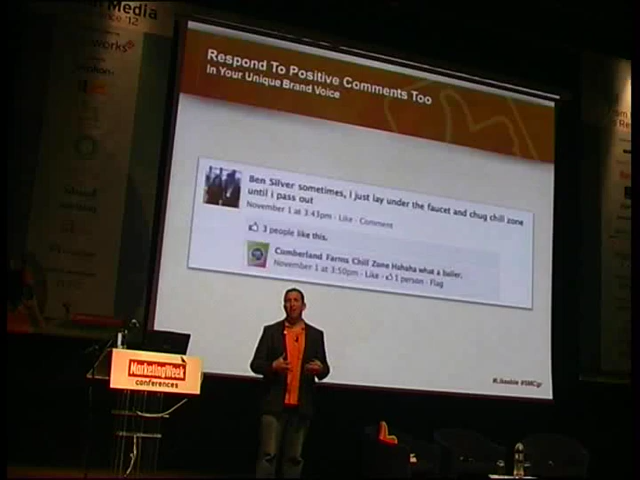 Media
'12
works
Respond To Positive Comments Too
In Your Unique Brand Voice
Ben Silver sometimes, I just lay under the faucet and chug chill zone
until i pass out
November 1 at 3:43pm · Like · Comment
3 people like this.
Cumberland Farms Chill Zone Hahaha what a baller.
November 1 at 3:50pm · Like · 1 person · Flag
MarketingWeek
conferences